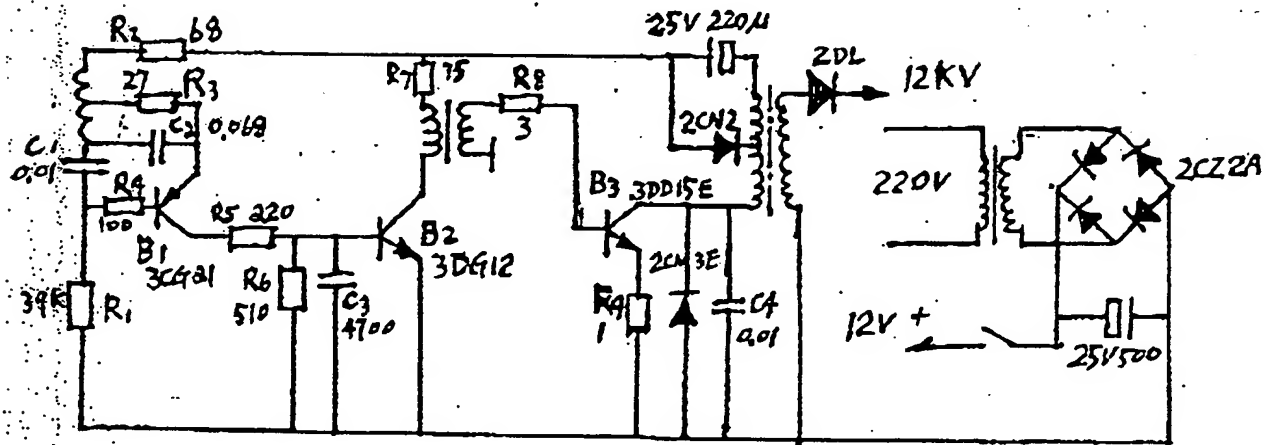 R2 68
25V 220μ
2DL
12KV
27 R3
R7 75
R8
3
C2 0.068
2CN2
C1
0.01
R4
100
B1
3CG21
R5 220
B2
3DG12
B3
3DD15E
220V
2CZ2A
39K R1
R6
510
C3
4700
R9
1
2CN3E
C4
0.01
12V +
25V500